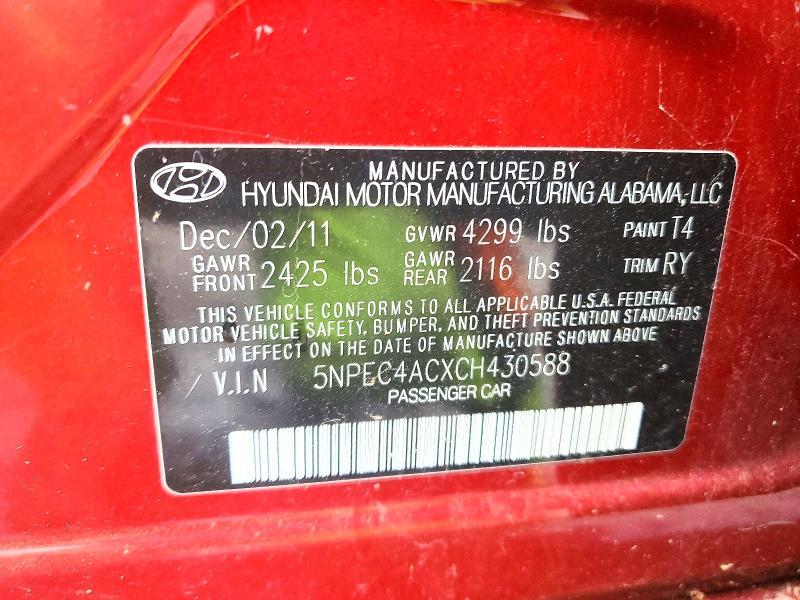 MANUFACTURED BY
HYUNDAI MOTOR MANUFACTURING ALABAMA, LLC
Dec/02/11 GVWR 4299 lbs PAINT T4
GAWR FRONT 2425 lbs GAWR REAR 2116 lbs TRIM RY
THIS VEHICLE CONFORMS TO ALL APPLICABLE U.S.A. FEDERAL
MOTOR VEHICLE SAFETY, BUMPER, AND THEFT PREVENTION STANDARDS
IN EFFECT ON THE DATE OF MANUFACTURE SHOWN ABOVE
/ V.I.N 5NPEC4ACXCH430588
PASSENGER CAR